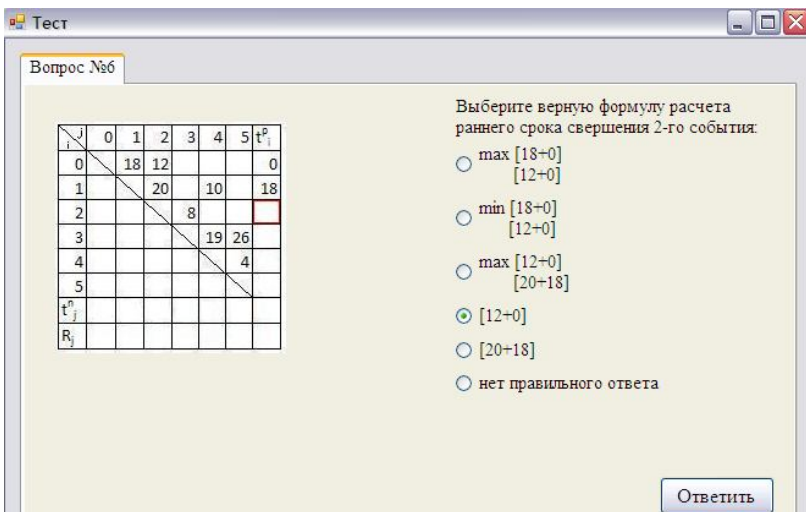 Тест
Вопрос №6
i j 0 1 2 3 4 5 tᵖᵢ
0 18 12 0
1 20 10 18
2 8
3 19 26
4 4
5
tⁿⱼ
Rⱼ
Выберите верную формулу расчета
раннего срока свершения 2-го события:
max [18+0]
[12+0]
min [18+0]
[12+0]
max [12+0]
[20+18]
[12+0]
[20+18]
нет правильного ответа
Ответить